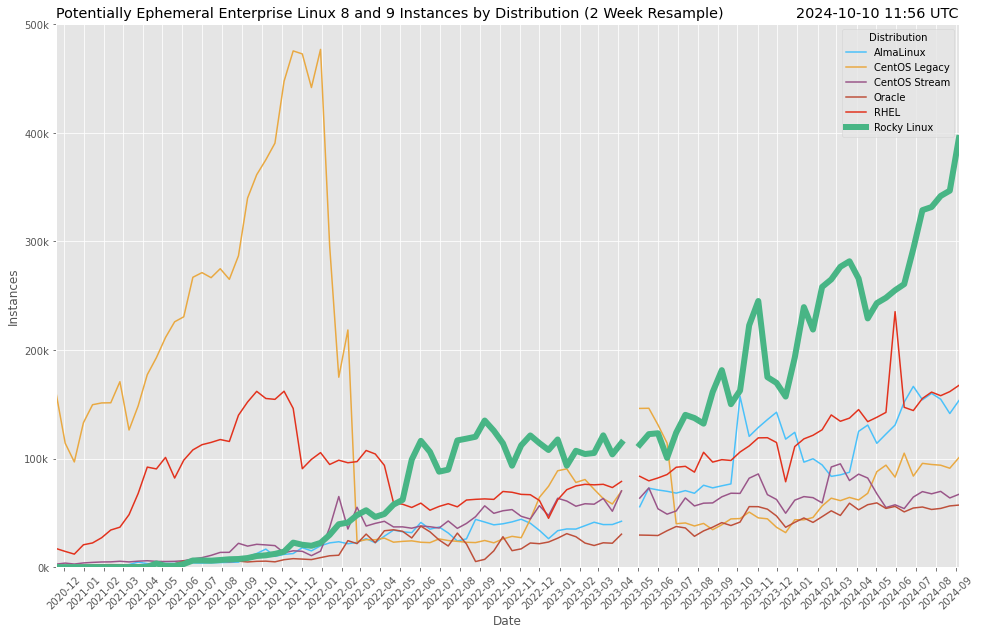 Potentially Ephemeral Enterprise Linux 8 and 9 Instances by Distribution (2 Week Resample)
2024-10-10 11:56 UTC
500k
400k
300k
200k
100k
0k
Instances
Distribution
AlmaLinux
CentOS Legacy
CentOS Stream
Oracle
RHEL
Rocky Linux
2020-12
2021-01
2021-02
2021-03
2021-04
2021-05
2021-06
2021-07
2021-08
2021-09
2021-10
2021-11
2021-12
2022-01
2022-02
2022-03
2022-04
2022-05
2022-06
2022-07
2022-08
2022-09
2022-10
2022-11
2022-12
2023-01
2023-02
2023-03
2023-04
2023-05
2023-06
2023-07
2023-08
2023-09
2023-10
2023-11
2023-12
2024-01
2024-02
2024-03
2024-04
2024-05
2024-06
2024-07
2024-08
2024-09
Date